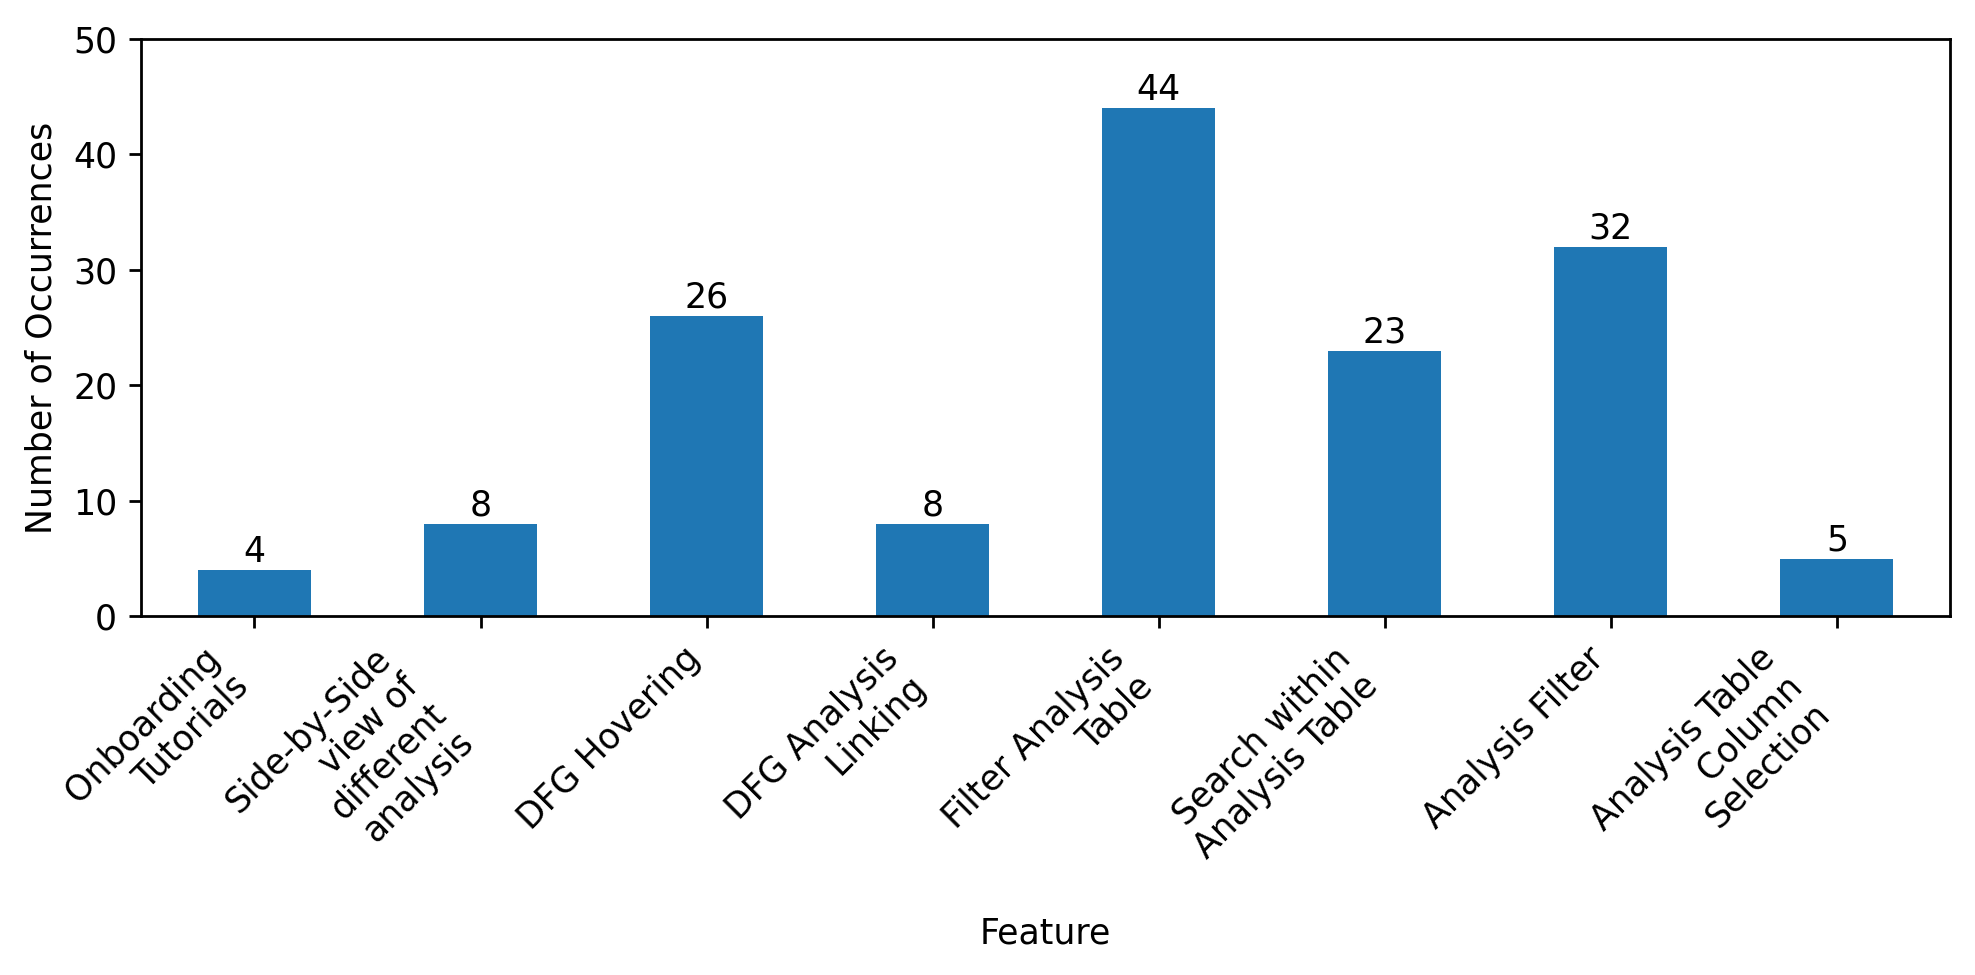 Number of Occurrences
50
40
30
20
10
0
4
8
26
8
44
23
32
5
Onboarding
Tutorials
Side-by-Side
view of
different
analysis
DFG Hovering
DFG Analysis
Linking
Filter Analysis
Table
Search within
Analysis Table
Analysis Filter
Analysis Table
Column
Selection
Feature